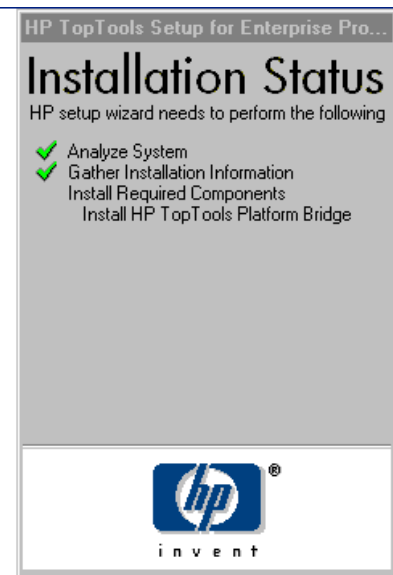 HP TopTools Setup for Enterprise Pro...
Installation Status
HP setup wizard needs to perform the following
Analyze System
Gather Installation Information
Install Required Components
Install HP TopTools Platform Bridge
hp ®
invent